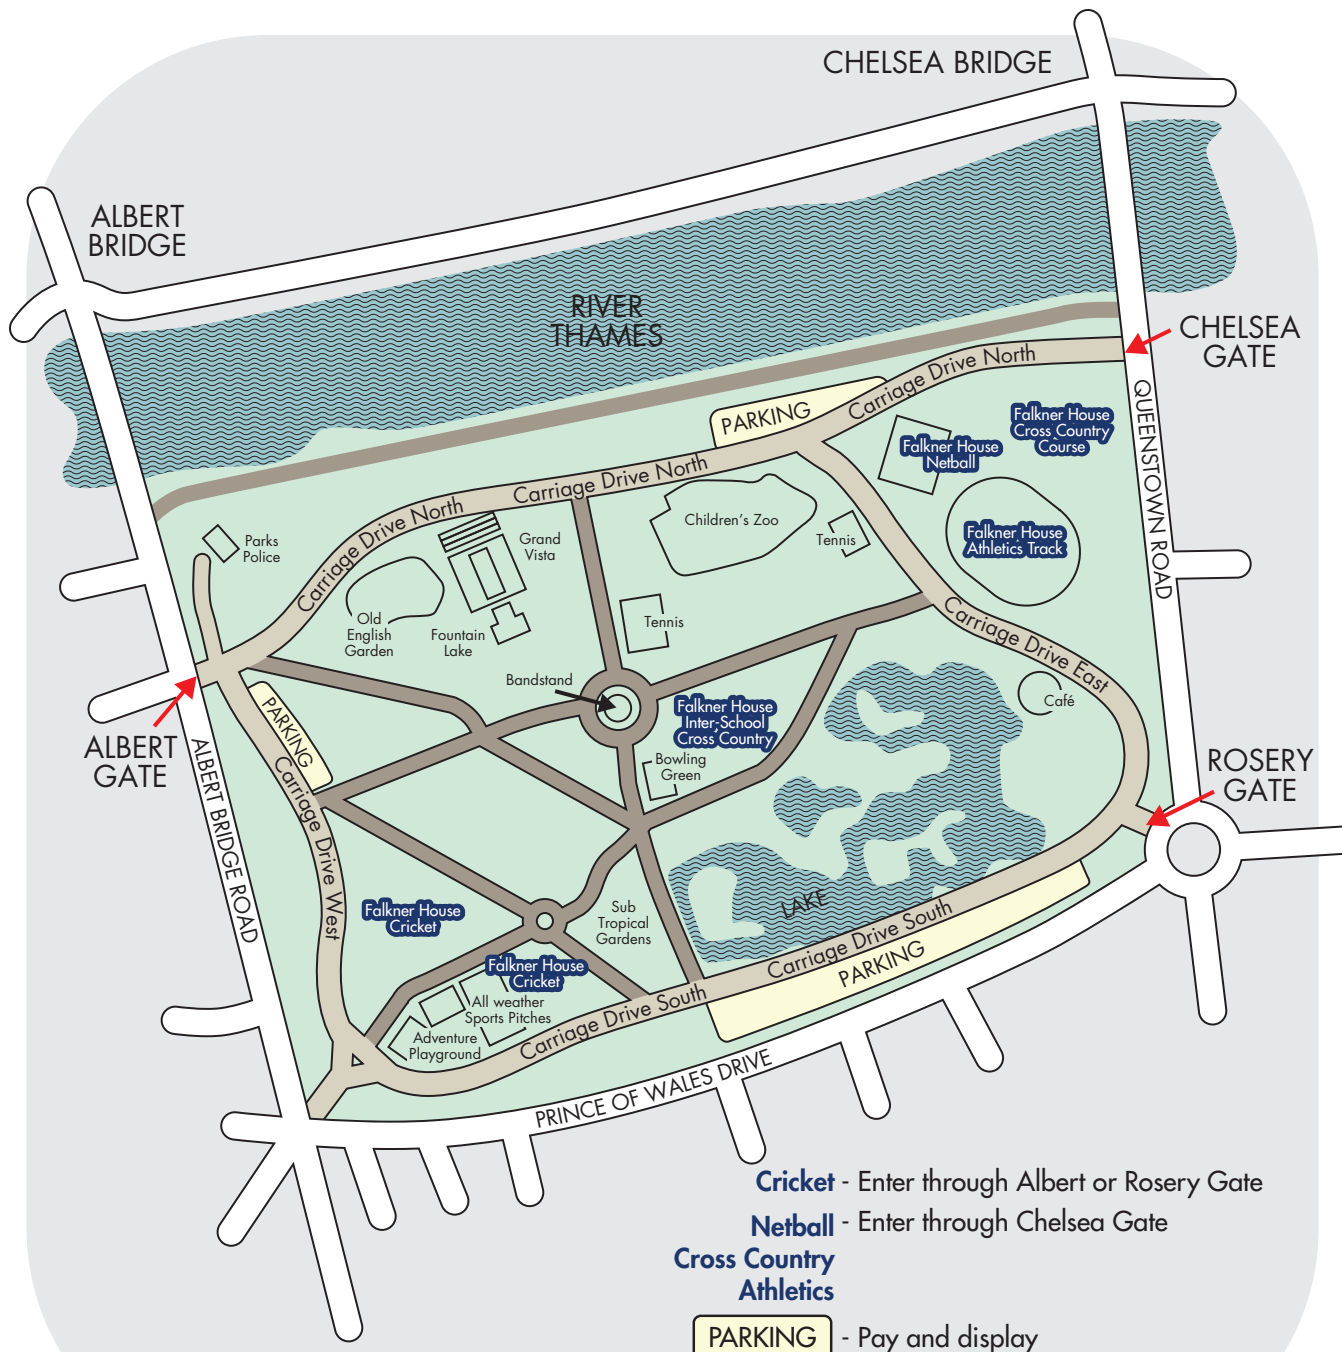 CHELSEA BRIDGE
ALBERT
BRIDGE
RIVER
THAMES
CHELSEA
GATE
Carriage Drive North
PARKING
QUEENSTOWN ROAD
Falkner House
Cross Country
Course
Falkner House
Netball
Carriage Drive North
Carriage Drive North
Children's Zoo
Tennis
Falkner House
Athletics Track
Parks
Police
Grand
Vista
Old
English
Garden
Fountain
Lake
Tennis
Carriage Drive East
Bandstand
Falkner House
Inter-School
Cross Country
Café
PARKING
ALBERT
GATE
Bowling
Green
ROSERY
GATE
ALBERT BRIDGE ROAD
Carriage Drive West
Falkner House
Cricket
Sub
Tropical
Gardens
LAKE
Carriage Drive South
PARKING
Falkner House
Cricket
All weather
Sports Pitches
Adventure
Playground
Carriage Drive South
PRINCE OF WALES DRIVE
Cricket - Enter through Albert or Rosery Gate
Netball - Enter through Chelsea Gate
Cross Country
Athletics
PARKING - Pay and display